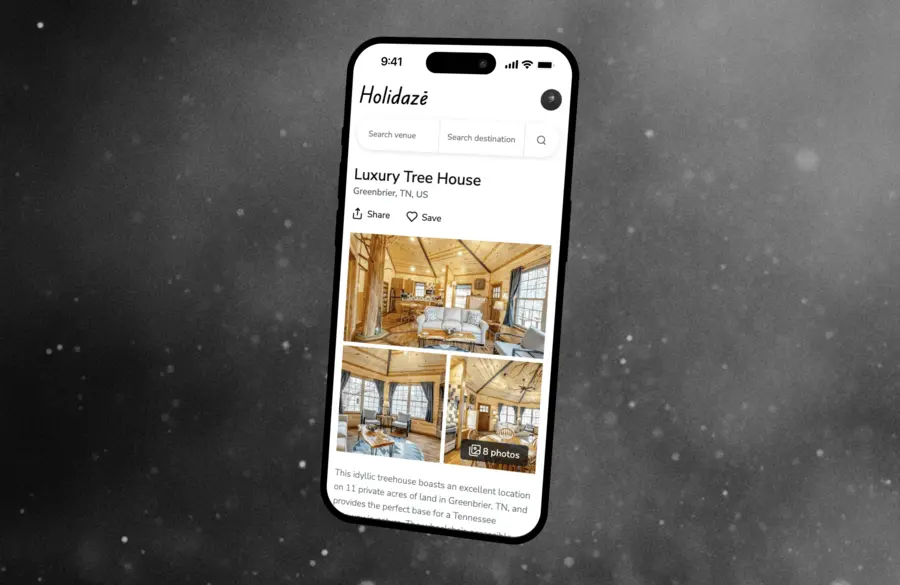 9:41
Holidazē
Search venue
Search destination
Luxury Tree House
Greenbrier, TN, US
Share
Save
8 photos
This idyllic treehouse boasts an excellent location
on 11 private acres of land in Greenbrier, TN, and
provides the perfect base for a Tennessee